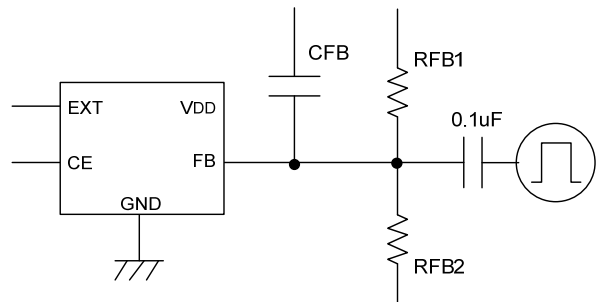 CFB
RFB1
0.1uF
EXT
VDD
CE
FB
GND
RFB2